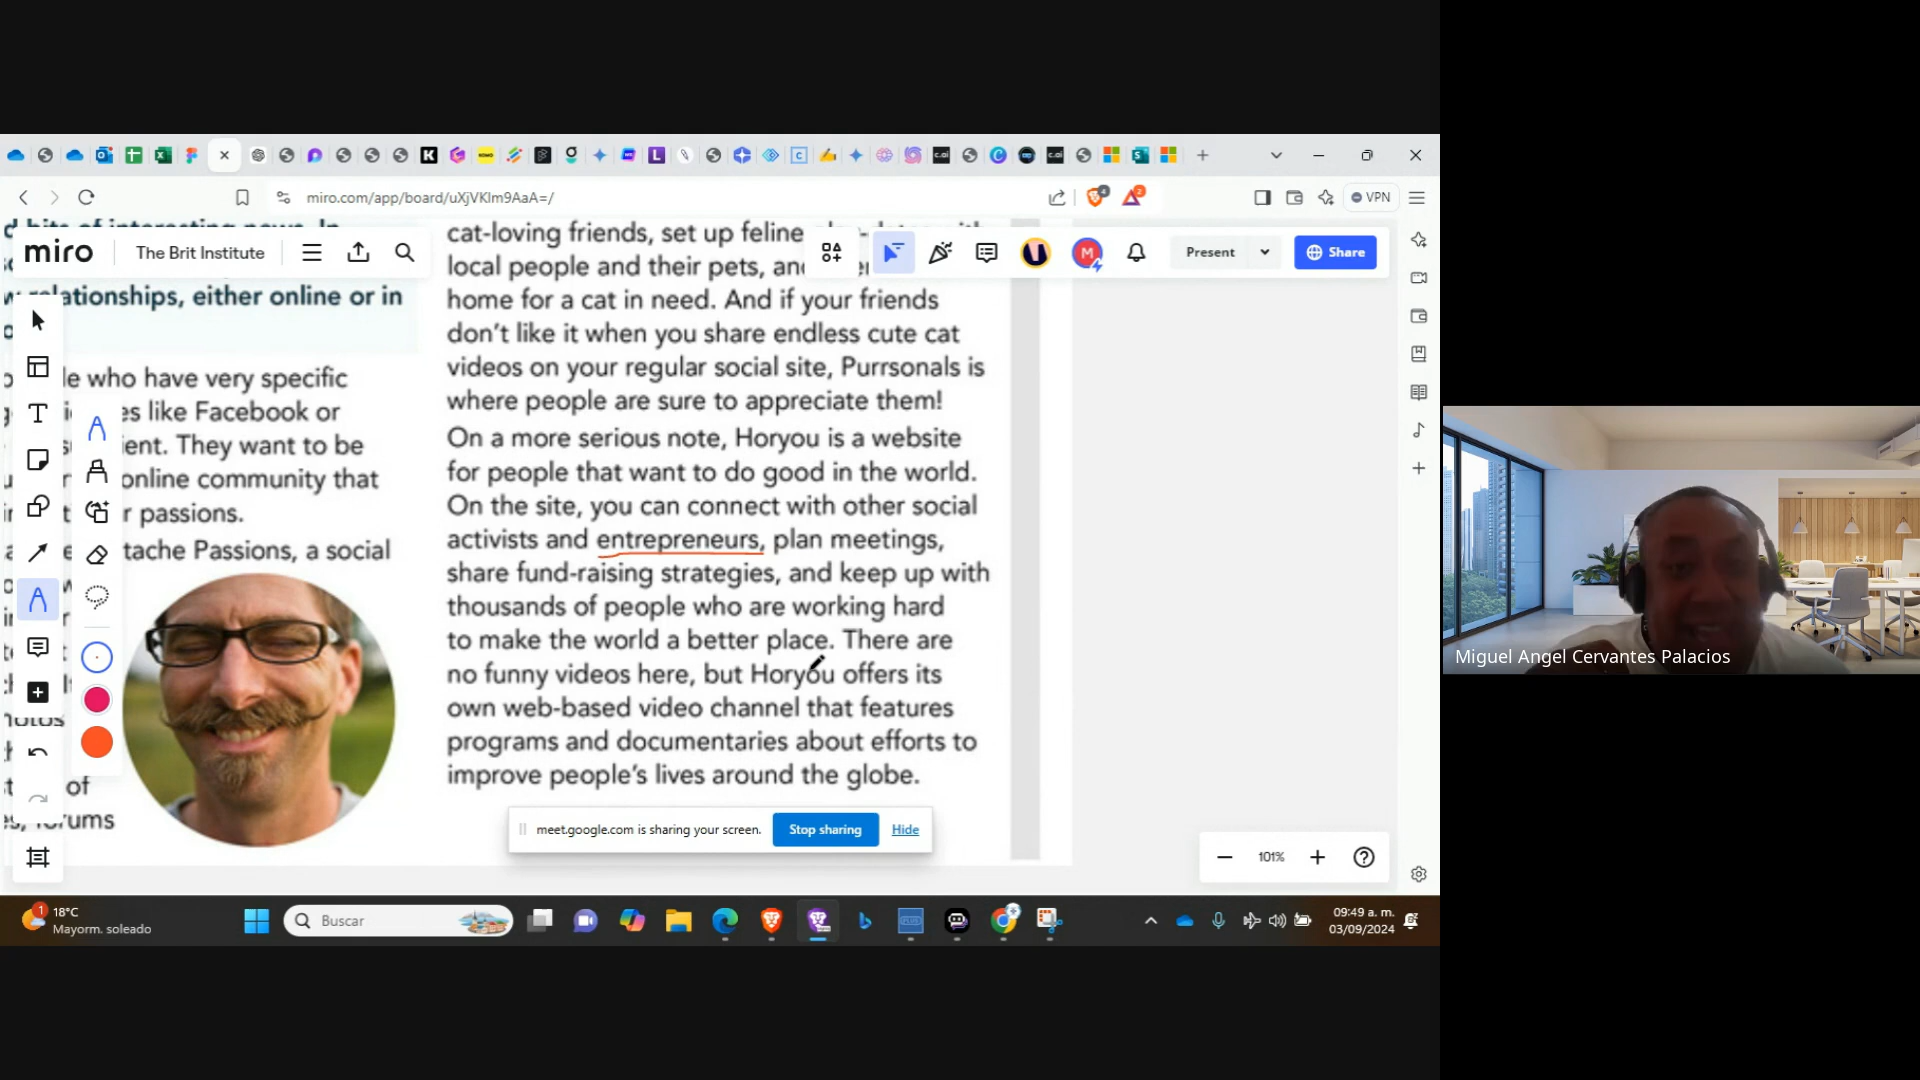 miro.com/app/board/uXjVKlm9AaA=/
VPN
miro
The Brit Institute
Present
Share
relationships, either online or in
who have very specific
like Facebook or
They want to be
online community that
passions.
Passions, a social
of
forums
cat-loving friends, set up feline
local people and their pets,
home for a cat in need. And if your friends
don't like it when you share endless cute cat
videos on your regular social site, Purrsonals is
where people are sure to appreciate them!
On a more serious note, Horyou is a website
for people that want to do good in the world.
On the site, you can connect with other social
activists and entrepreneurs, plan meetings,
share fund-raising strategies, and keep up with
thousands of people who are working hard
to make the world a better place. There are
no funny videos here, but Horyou offers its
own web-based video channel that features
programs and documentaries about efforts to
improve people's lives around the globe.
meet.google.com is sharing your screen.
Stop sharing
Hide
101%
18°C
Mayorm. soleado
Buscar
09:49 a. m.
03/09/2024
Miguel Angel Cervantes Palacios